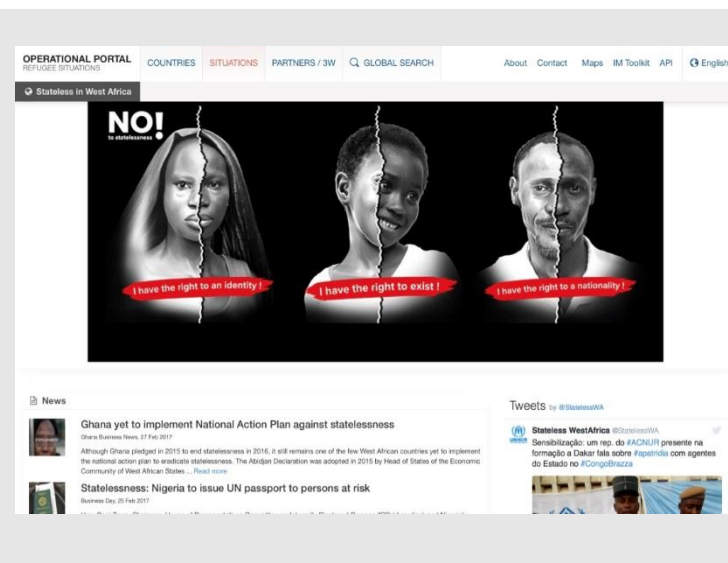 OPERATIONAL PORTAL
REFUGEE SITUATIONS
COUNTRIES
SITUATIONS
PARTNERS / 3W
GLOBAL SEARCH
About
Contact
Maps
IM Toolkit
API
English
Stateless in West Africa
NO!
to statelessness
I have the right to an identity !
I have the right to exist !
I have the right to a nationality !
News
Ghana yet to implement National Action Plan against statelessness
Ghana Business News, 27 Feb 2017
Although Ghana pledged in 2015 to end statelessness in 2016, it still remains one of the few West African countries yet to implement
the national action plan to eradicate statelessness. The Abidjan Declaration was adopted in 2015 by Head of States of the Economic
Community of West African States ... Read more
Statelessness: Nigeria to issue UN passport to persons at risk
Business Day, 25 Feb 2017
Tweets by @StatelessWA
Stateless WestAfrica @StatelessWA
Sensibilização: um rep. do #ACNUR presente na
formação a Dakar fala sobre #apatridia com agentes
do Estado no #CongoBrazza